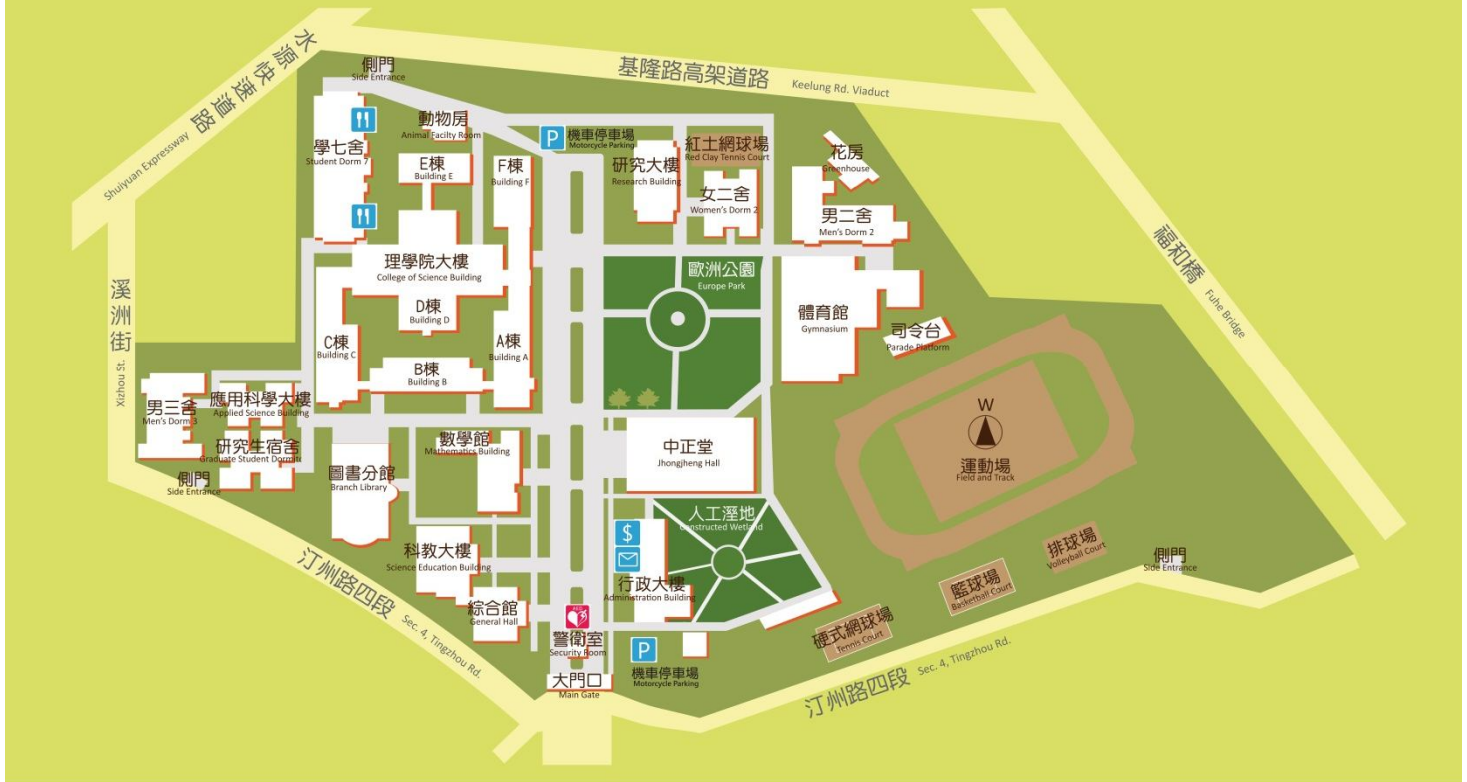 水源快速道路
Shuiyuan Expressway
側門
Side Entrance
基隆路高架道路
Keelung Rd. Viaduct
動物房
Animal Facilty Room
P
機車停車場
Motorcycle Parking
紅土網球場
Red Clay Tennis Court
花房
Greenhouse
學七舍
Student Dorm 7
E棟
Building E
F棟
Building F
研究大樓
Research Building
女二舍
Women's Dorm 2
男二舍
Men's Dorm 2
福和橋
Fuhe Bridge
理學院大樓
College of Science Building
歐洲公園
Europe Park
溪洲街
Xizhou St.
D棟
Building D
體育館
Gymnasium
司令台
Parade Platform
C棟
Building C
A棟
Building A
B棟
Building B
男三舍
Men's Dorm 3
應用科學大樓
Applied Science Building
W
研究生宿舍
Graduate Student Dormit
數學館
Mathematics Building
中正堂
Jhongjheng Hall
運動場
Field and Track
側門
Side Entrance
圖書分館
Branch Library
人工溼地
Constructed Wetland
$
科教大樓
Science Education Building
排球場
Volleyball Court
側門
Side Entrance
行政大樓
Administration Building
籃球場
Basketball Court
汀州路四段
Sec. 4, Tingzhou Rd.
綜合館
General Hall
AED
警衛室
Security Room
硬式網球場
Tennis Court
P
機車停車場
Motorcycle Parking
大門口
Main Gate
汀州路四段
Sec. 4, Tingzhou Rd.